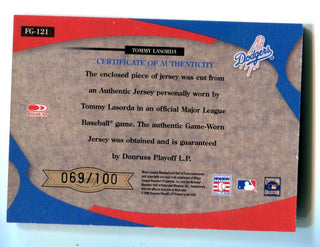 FG-121
TOMMY LASORDA
Dodgers
CERTIFICATE OF AUTHENTICITY
The enclosed piece of jersey was cut from
an Authentic Jersey personally worn by
Tommy Lasorda in an official Major League
Baseball® game. The authentic Game-Worn
Jersey was obtained and is guaranteed
by Donruss Playoff L.P.
DONRUSS
069/100